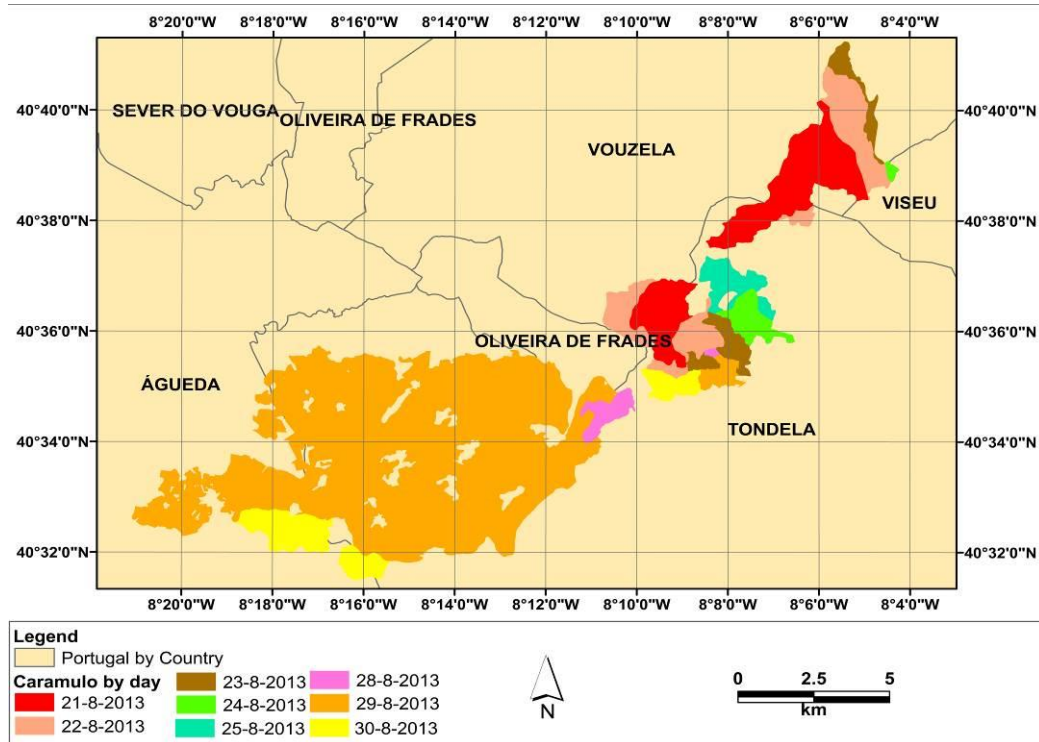 8°20'0"W 8°18'0"W 8°16'0"W 8°14'0"W 8°12'0"W 8°10'0"W 8°8'0"W 8°6'0"W 8°4'0"W
40°40'0"N 40°40'0"N
SEVER DO VOUGA
OLIVEIRA DE FRADES
VOUZELA
VISEU
40°38'0"N 40°38'0"N
40°36'0"N 40°36'0"N
OLIVEIRA DE FRADES
ÁGUEDA
TONDELA
40°34'0"N 40°34'0"N
40°32'0"N 40°32'0"N
8°20'0"W 8°18'0"W 8°16'0"W 8°14'0"W 8°12'0"W 8°10'0"W 8°8'0"W 8°6'0"W 8°4'0"W
Legend
Portugal by Country
Caramulo by day
21-8-2013
22-8-2013
23-8-2013
24-8-2013
25-8-2013
28-8-2013
29-8-2013
30-8-2013
N
0 2.5 5
km